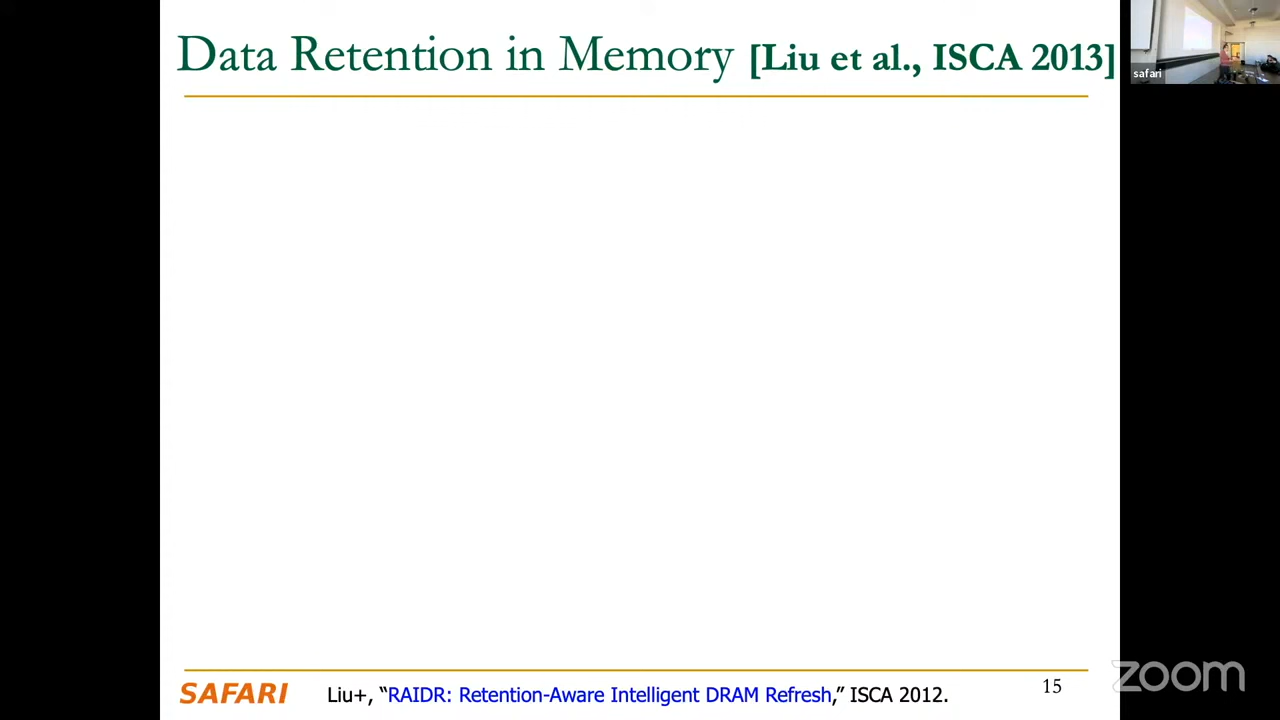 Data Retention in Memory [Liu et al., ISCA 2013]
safari
SAFARI
Liu+, “RAIDR: Retention-Aware Intelligent DRAM Refresh,” ISCA 2012.
15
zoom